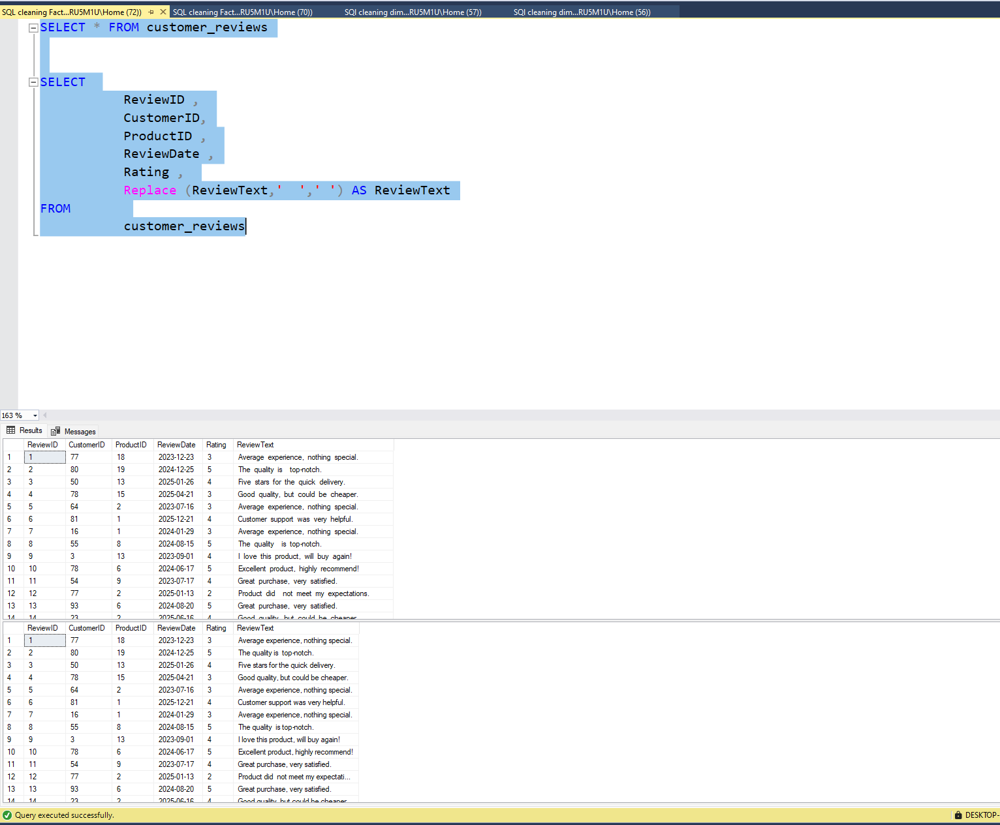 SQL cleaning Fact...RU5M1U\Home (72)) SQL cleaning Fact...RU5M1U\Home (70)) SQl cleaning dim...RU5M1U\Home (57)) SQl cleaning dim...RU5M1U\Home (56))
SELECT * FROM customer_reviews
SELECT
ReviewID ,
CustomerID,
ProductID ,
ReviewDate ,
Rating ,
Replace (ReviewText,'  ',' ') AS ReviewText
FROM
customer_reviews
163 %
Results Messages
ReviewID CustomerID ProductID ReviewDate Rating ReviewText
1 1 77 18 2023-12-23 3 Average  experience,  nothing  special.
2 2 80 19 2024-12-25 5 The  quality  is    top-notch.
3 3 50 13 2025-01-26 4 Five  stars  for  the  quick  delivery.
4 4 78 15 2025-04-21 3 Good  quality,  but  could  be  cheaper.
5 5 64 2 2023-07-16 3 Average  experience,  nothing  special.
6 6 81 1 2025-12-21 4 Customer  support  was  very  helpful.
7 7 16 1 2024-01-29 3 Average  experience,  nothing  special.
8 8 55 8 2024-08-15 5 The  quality    is  top-notch.
9 9 3 13 2023-09-01 4 I  love  this  product,  will  buy  again!
10 10 78 6 2024-06-17 5 Excellent  product,  highly  recommend!
11 11 54 9 2023-07-17 4 Great  purchase,  very  satisfied.
12 12 77 2 2025-01-13 2 Product  did    not  meet  my  expectations.
13 13 93 6 2024-08-20 5 Great  purchase,  very  satisfied.
14 14 23 2 2025-06-16 4 Good  quality,  but  could  be  cheaper
ReviewID CustomerID ProductID ReviewDate Rating ReviewText
1 1 77 18 2023-12-23 3 Average experience, nothing special.
2 2 80 19 2024-12-25 5 The quality is  top-notch.
3 3 50 13 2025-01-26 4 Five stars for the quick delivery.
4 4 78 15 2025-04-21 3 Good quality, but could be cheaper.
5 5 64 2 2023-07-16 3 Average experience, nothing special.
6 6 81 1 2025-12-21 4 Customer support was very helpful.
7 7 16 1 2024-01-29 3 Average experience, nothing special.
8 8 55 8 2024-08-15 5 The quality  is top-notch.
9 9 3 13 2023-09-01 4 I love this product, will buy again!
10 10 78 6 2024-06-17 5 Excellent product, highly recommend!
11 11 54 9 2023-07-17 4 Great purchase, very satisfied.
12 12 77 2 2025-01-13 2 Product did  not meet my expectati...
13 13 93 6 2024-08-20 5 Great purchase, very satisfied.
14 14 23 2 2025-06-16 4 Good quality, but could be cheaper
Query executed successfully. DESKTOP-